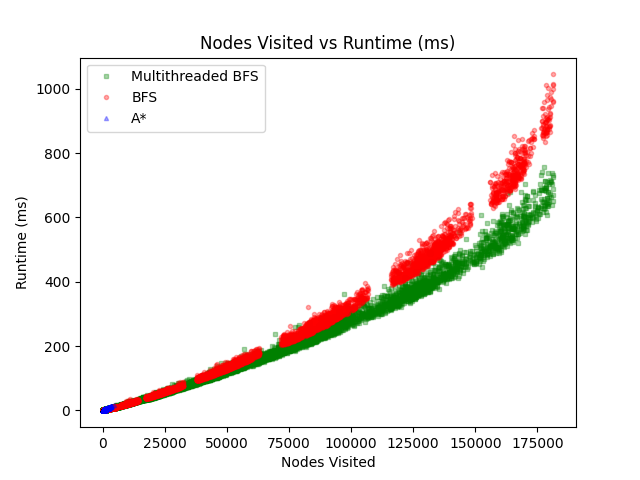 Nodes Visited vs Runtime (ms)
Multithreaded BFS
BFS
A*
Runtime (ms)
1000
800
600
400
200
0
0 25000 50000 75000 100000 125000 150000 175000
Nodes Visited